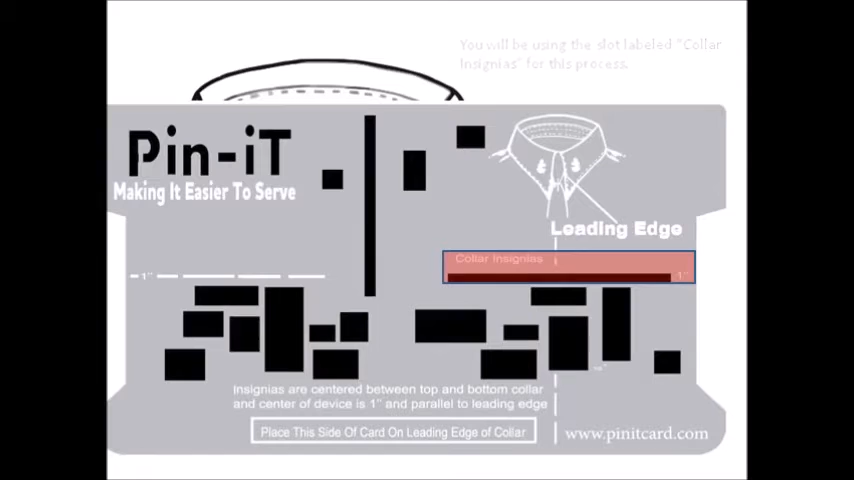 You will be using the slot labeled "Collar
Insignias" for this process.
Pin-iT
Making It Easier To Serve
Leading Edge
Collar Insignias
1"
1"
Insignias are centered between top and bottom collar
and center of device is 1" and parallel to leading edge
Place This Side Of Card On Leading Edge of Collar
www.pinitcard.com